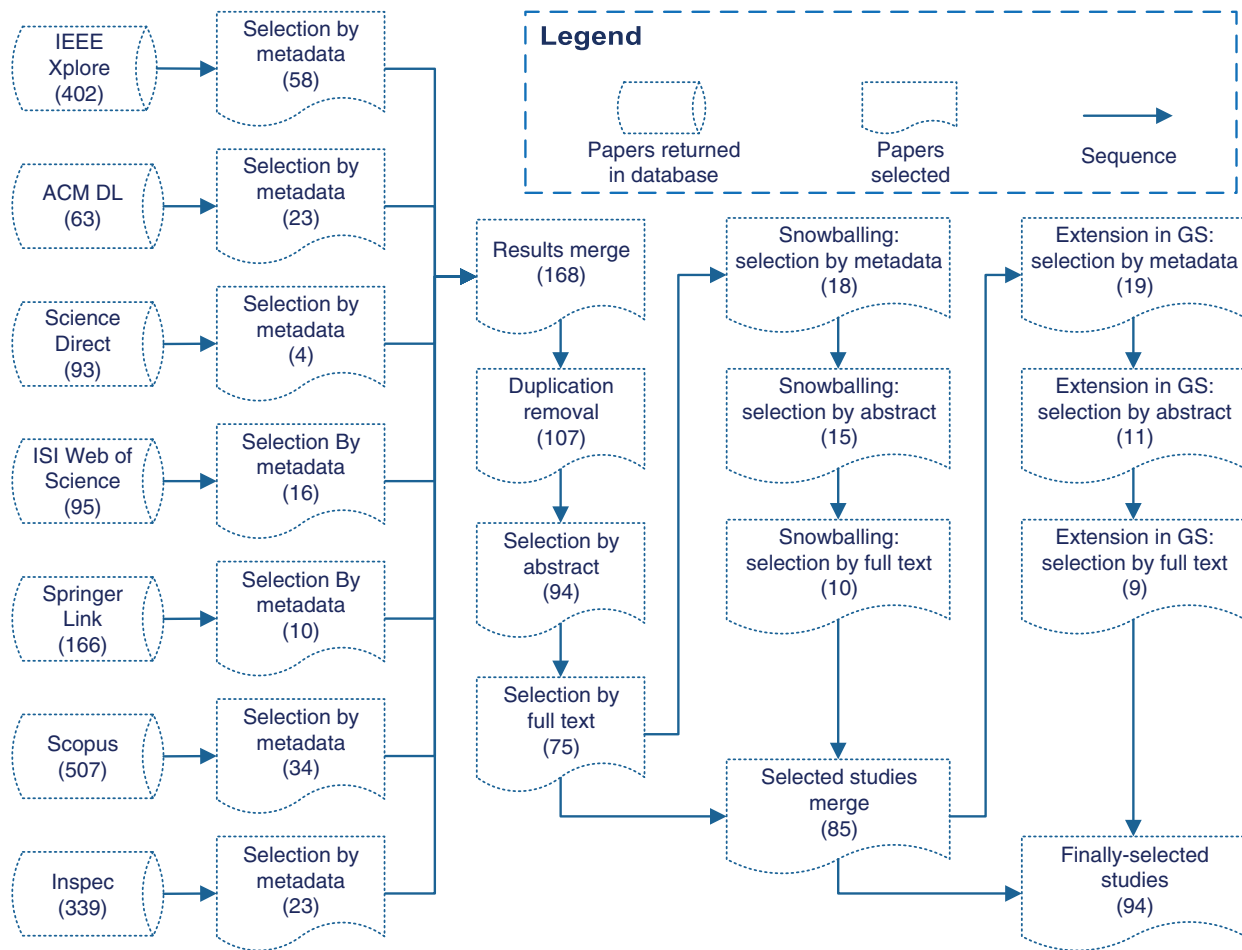 IEEE
Xplore
(402)
Selection by
metadata
(58)
ACM DL
(63)
Selection by
metadata
(23)
Science
Direct
(93)
Selection by
metadata
(4)
ISI Web of
Science
(95)
Selection By
metadata
(16)
Springer
Link
(166)
Selection By
metadata
(10)
Scopus
(507)
Selection by
metadata
(34)
Inspec
(339)
Selection by
metadata
(23)
Legend
Papers returned
in database
Papers
selected
Sequence
Results merge
(168)
Duplication
removal
(107)
Selection by
abstract
(94)
Selection by
full text
(75)
Snowballing:
selection by metadata
(18)
Snowballing:
selection by abstract
(15)
Snowballing:
selection by full text
(10)
Selected studies
merge
(85)
Extension in GS:
selection by metadata
(19)
Extension in GS:
selection by abstract
(11)
Extension in GS:
selection by full text
(9)
Finally-selected
studies
(94)